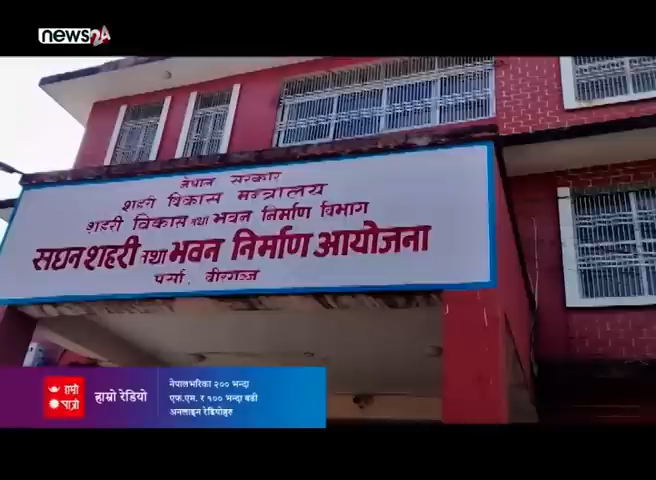 news24
नेपाल सरकार
शहरी विकास मन्त्रालय
शहरी विकास तथा भवन निर्माण विभाग
सघन शहरी तथा भवन निर्माण आयोजना
पर्सा, वीरगञ्ज
हाम्रो पात्रो
हाम्रो रेडियो
नेपालभरिका २०० भन्दा
एफ.एम. र १०० भन्दा बढी
अनलाइन रेडियोहरु